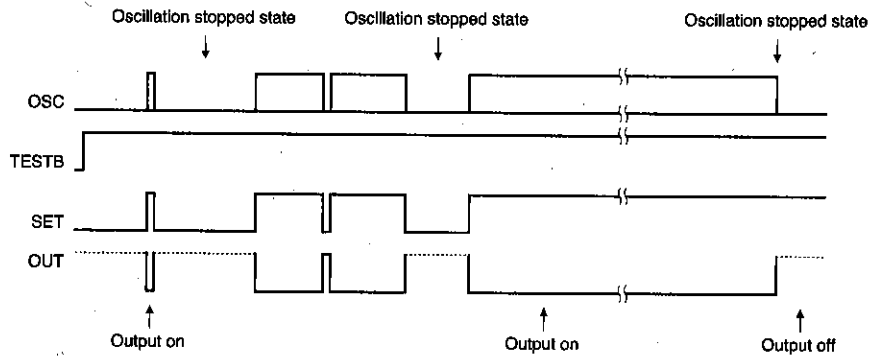 Oscillation stopped state
Oscillation stopped state
Oscillation stopped state
OSC
TESTB
SET
OUT
Output on
Output on
Output off